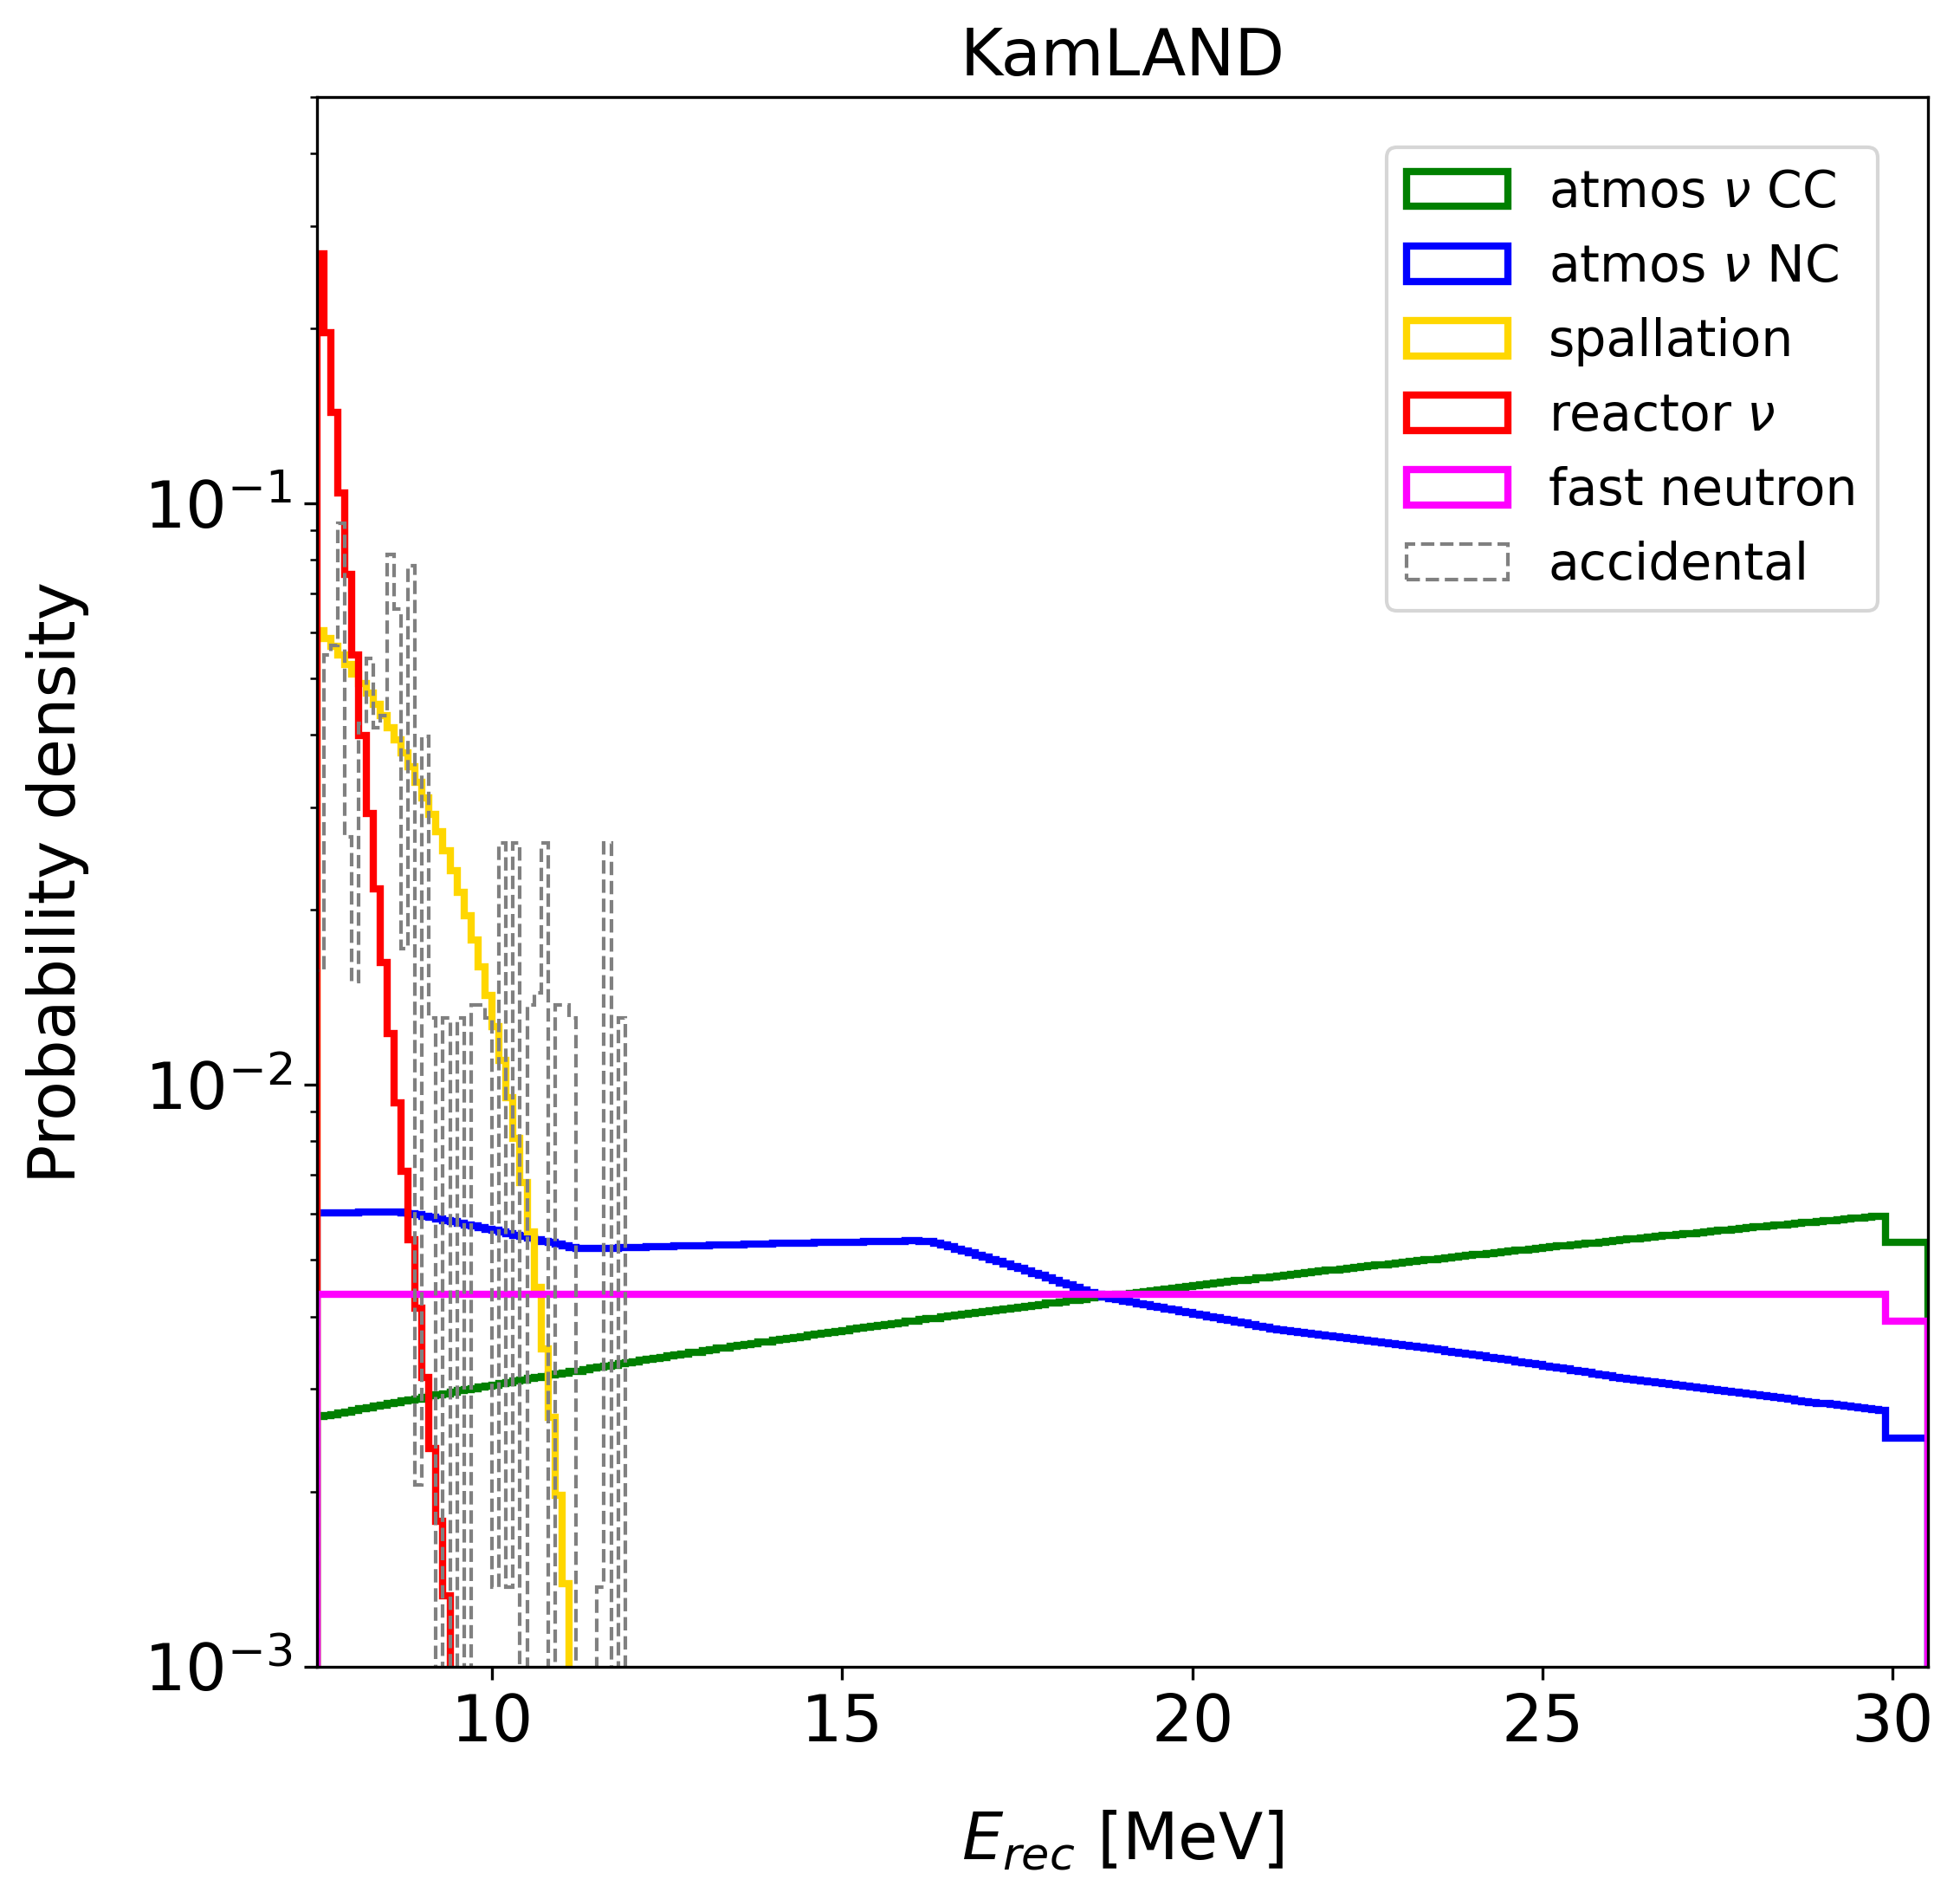 KamLAND
atmos ν CC
atmos ν NC
spallation
reactor ν
fast neutron
accidental
Probability density
10⁻¹
10⁻²
10⁻³
10 15 20 25 30
E_rec [MeV]